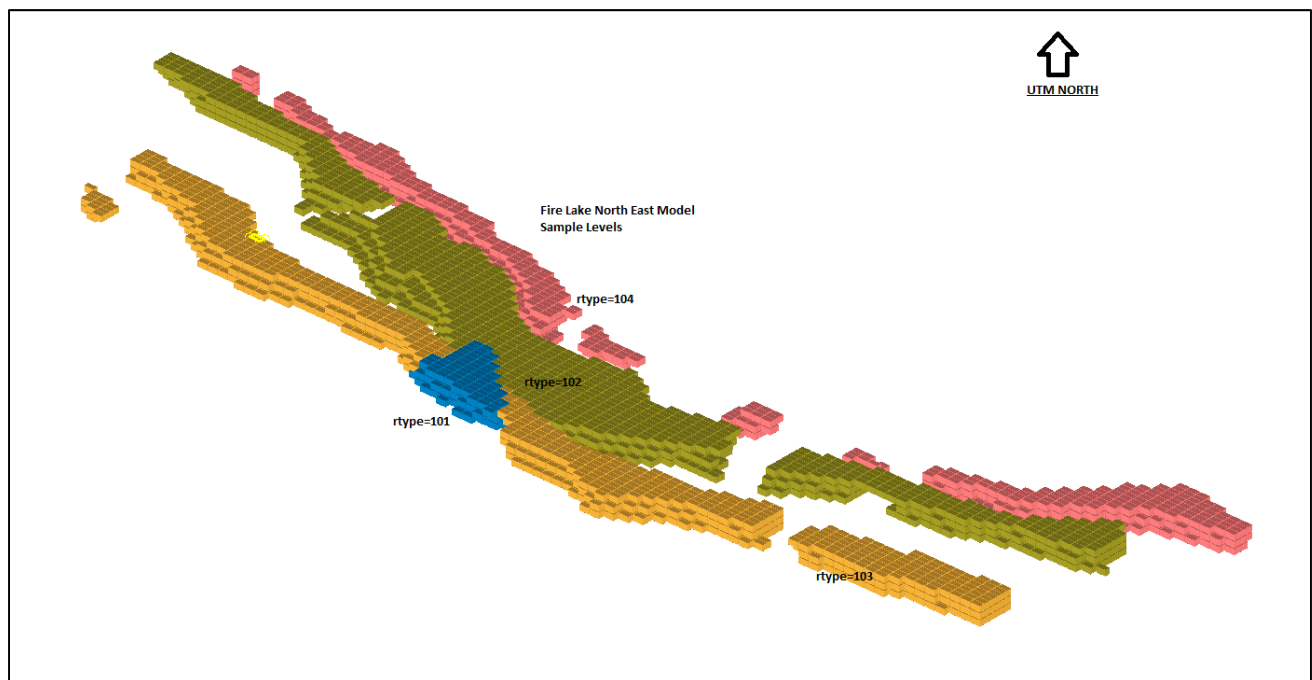 UTM NORTH
Fire Lake North East Model
Sample Levels
rtype=104
rtype=102
rtype=101
rtype=103